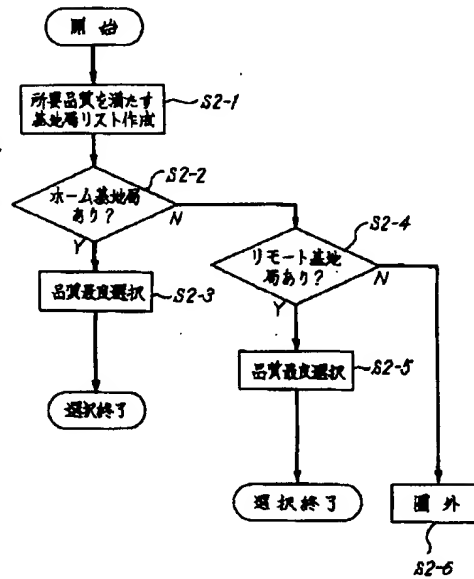 開始
所要品質を満たす
基地局リスト作成
S2-1
ホーム基地局
あり？
S2-2
N
Y
品質最良選択
S2-3
選択終了
リモート基地
局あり？
S2-4
N
Y
品質最良選択
S2-5
選択終了
圏外
S2-6